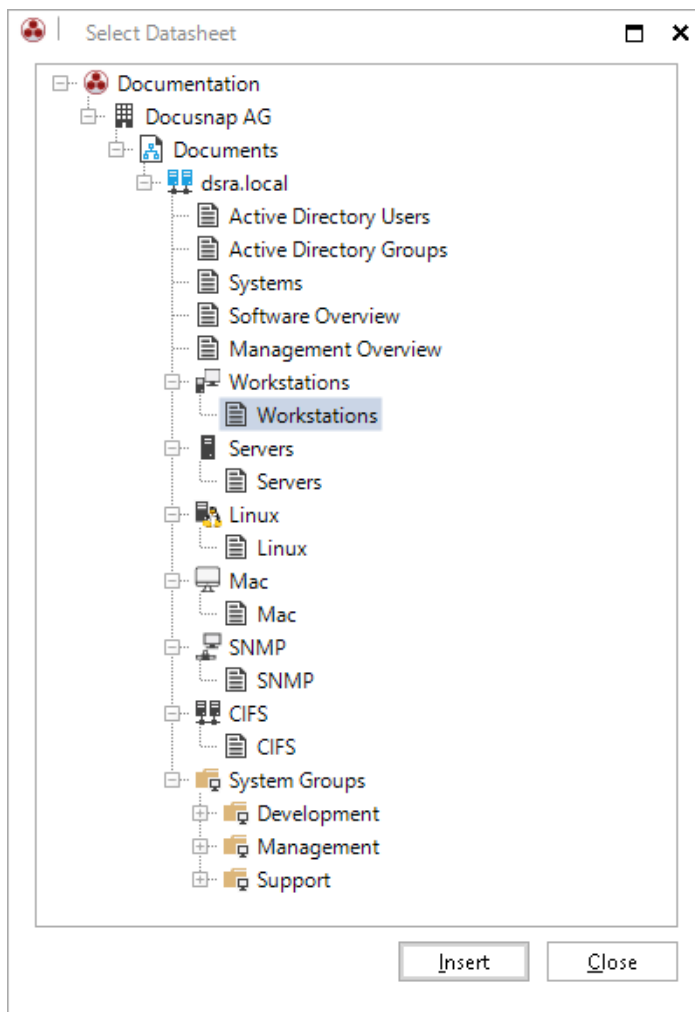 Select Datasheet
Documentation
Docusnap AG
Documents
dsra.local
Active Directory Users
Active Directory Groups
Systems
Software Overview
Management Overview
Workstations
Workstations
Servers
Servers
Linux
Linux
Mac
Mac
SNMP
SNMP
CIFS
CIFS
System Groups
Development
Management
Support
Insert Close